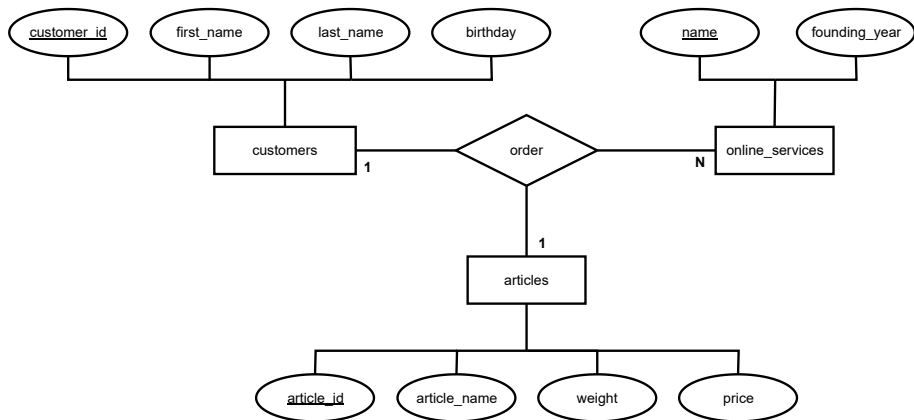 customer_id
first_name
last_name
birthday
name
founding_year
customers
order
online_services
1
N
1
articles
article_id
article_name
weight
price